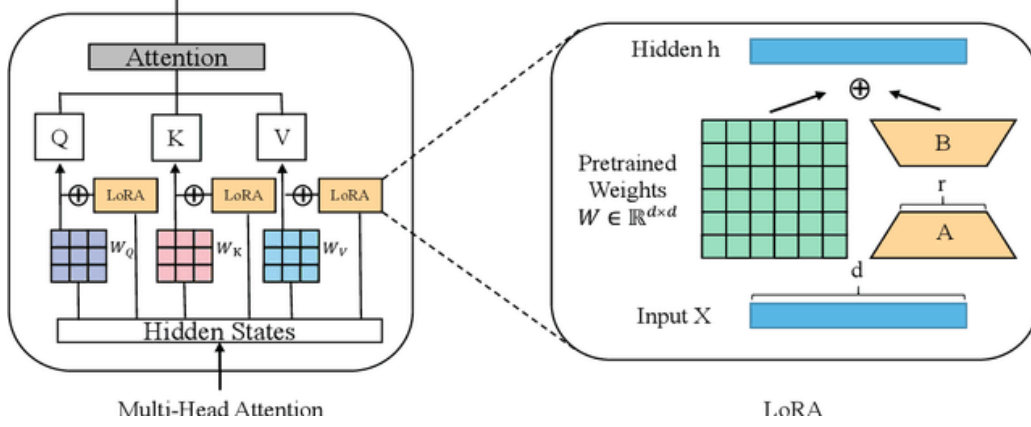 Attention
Q
K
V
LoRA
LoRA
LoRA
W_Q
W_K
W_V
Hidden States
Multi-Head Attention
Hidden h
Pretrained
Weights
W ∈ ℝ^{d×d}
B
r
A
d
Input X
LoRA